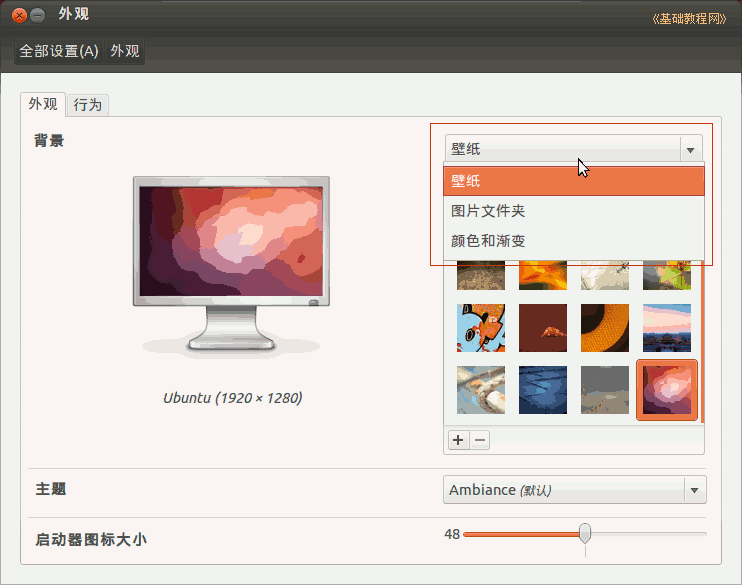 外观
《基础教程网》
全部设置(A) 外观
外观 行为
背景
壁纸
壁纸
图片文件夹
颜色和渐变
Ubuntu (1920 × 1280)
主题
Ambiance (默认)
启动器图标大小
48